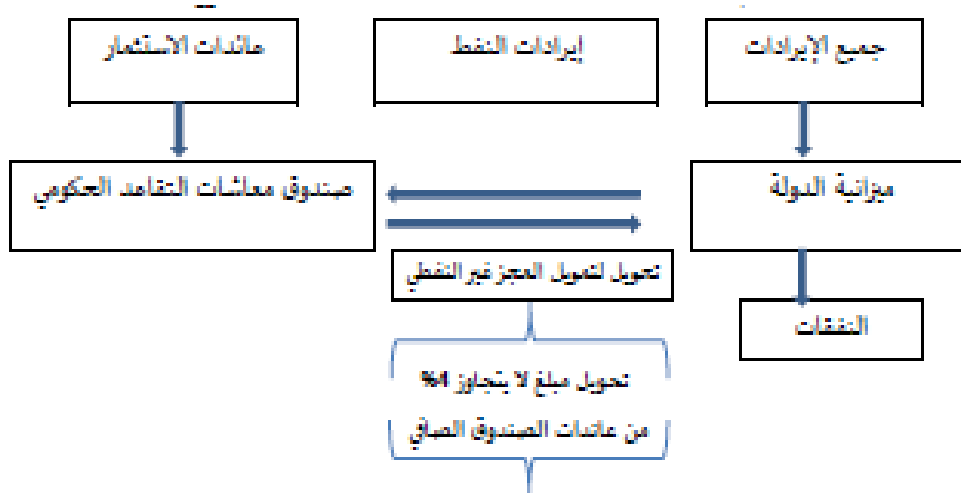 جميع الإيرادات
إيرادات النفط
عائدات الاستثمار
ميزانية الدولة
صندوق معاشات التقاعد الحكومي
تحويل لتمويل العجز غير النفطي
النفقات
تحويل مبلغ لا يتجاوز 4%
من عائدات الصندوق الصافي